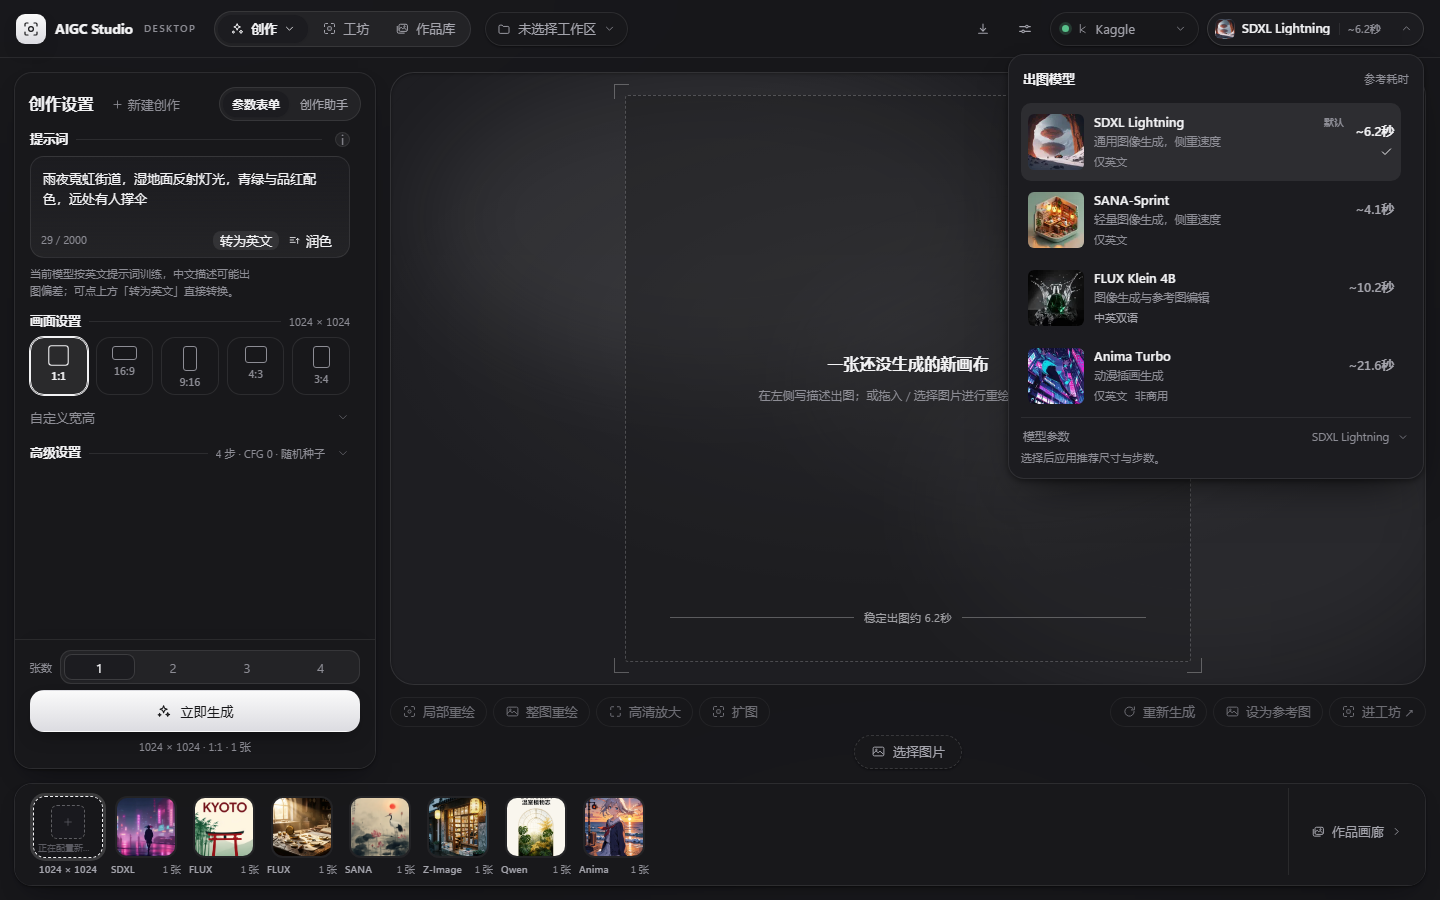 AIGC Studio DESKTOP 创作 工坊 作品库 未选择工作区 k Kaggle SDXL Lightning ~6.2秒
创作设置 + 新建创作 参数表单 创作助手
提示词
雨夜霓虹街道，湿地面反射灯光，青绿与品红配
色，远处有人撑伞
29 / 2000 转为英文 润色
当前模型按英文提示词训练，中文描述可能出
图偏差；可点上方「转为英文」直接转换。
画面设置 1024 × 1024
1:1 16:9 9:16 4:3 3:4
自定义宽高
高级设置 4 步 · CFG 0 · 随机种子
张数 1 2 3 4
立即生成
1024 × 1024 · 1:1 · 1 张
一张还没生成的新画布
在左侧写描述出图；或拖入 / 选择图片进行重绘
稳定出图约 6.2秒
出图模型 参考耗时
SDXL Lightning 默认 ~6.2秒
通用图像生成，侧重速度
仅英文
SANA-Sprint ~4.1秒
轻量图像生成，侧重速度
仅英文
FLUX Klein 4B ~10.2秒
图像生成与参考图编辑
中英双语
Anima Turbo ~21.6秒
动漫插画生成
仅英文 非商用
模型参数 SDXL Lightning
选择后应用推荐尺寸与步数。
局部重绘 整图重绘 高清放大 扩图 重新生成 设为参考图 进工坊 ↗
选择图片
正在配置新...
KYOTO
温室植物志
1024 × 1024 SDXL 1 张 FLUX 1 张 FLUX 1 张 SANA 1 张 Z-Image 1 张 Qwen 1 张 Anima 1 张
作品画廊